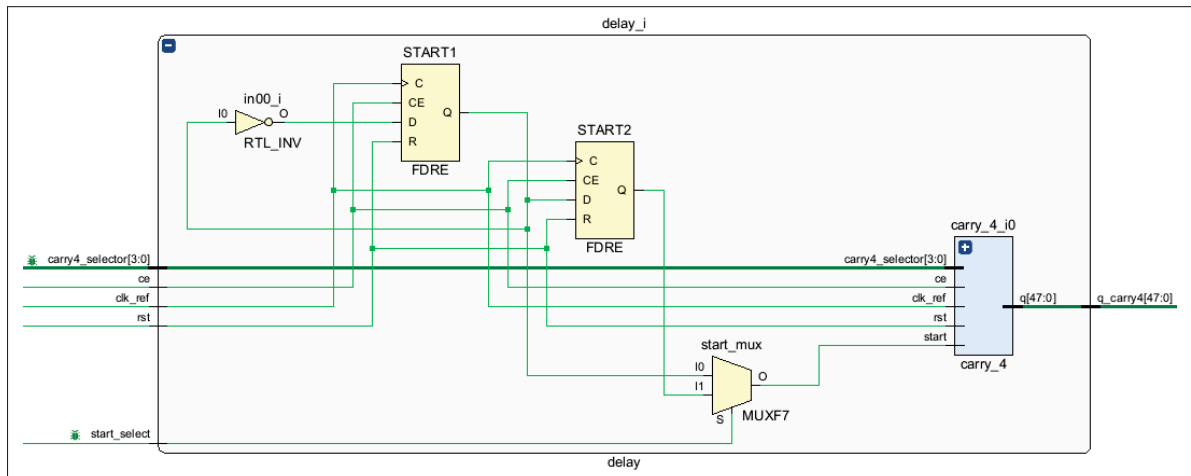 delay_i
START1
C
CE
Q
D
R
FDRE
in00_i
I0
O
RTL_INV
START2
C
CE
Q
D
R
FDRE
carry_4_i0
carry4_selector[3:0]
carry4_selector[3:0]
ce
ce
clk_ref
clk_ref
q[47:0]
q_carry4[47:0]
rst
rst
start
carry_4
start_mux
I0
O
I1
S
MUXF7
start_select
delay